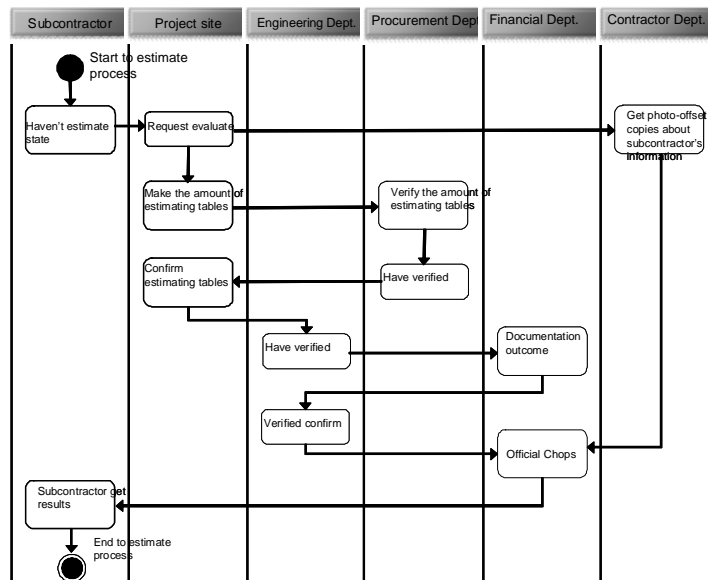 Subcontractor
Project site
Engineering Dept.
Procurement Dept
Financial Dept.
Contractor Dept.
Start to estimate
process
Haven't estimate
state
Request evaluate
Get photo-offset
copies about
subcontractor's
information
Make the amount of
estimating tables
Verify the amount of
estimating tables
Confirm
estimating tables
Have verified
Have verified
Documentation
outcome
Verified confirm
Official Chops
Subcontractor get
results
End to estimate
process